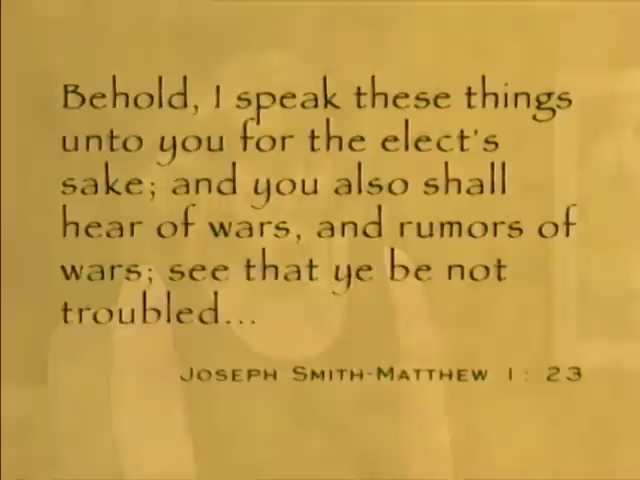 Behold, I speak these things
unto you for the elect's
sake; and you also shall
hear of wars, and rumors of
wars; see that ye be not
troubled...
Joseph Smith-Matthew 1: 23